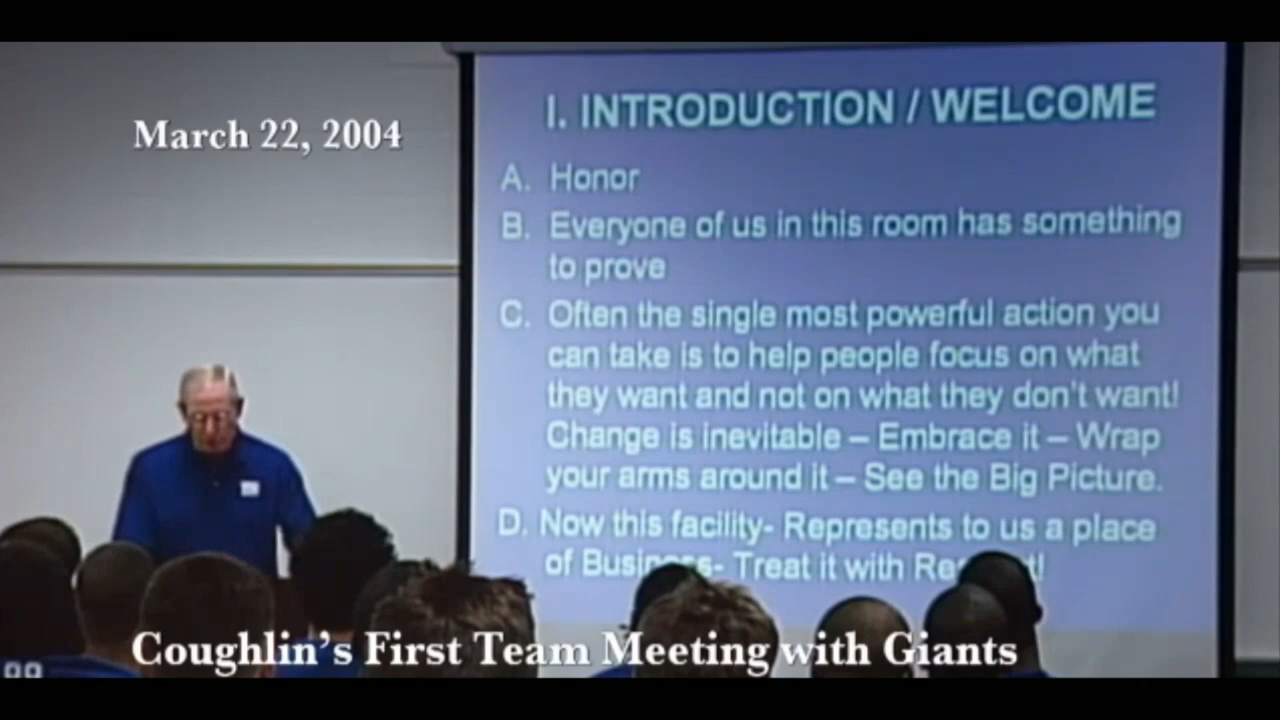 March 22, 2004
I. INTRODUCTION / WELCOME
A. Honor
B. Everyone of us in this room has something
to prove
C. Often the single most powerful action you
can take is to help people focus on what
they want and not on what they don't want!
Change is inevitable – Embrace it – Wrap
your arms around it – See the Big Picture.
D. Now this facility- Represents to us a place
of Business- Treat it with Respect!
Coughlin's First Team Meeting with Giants